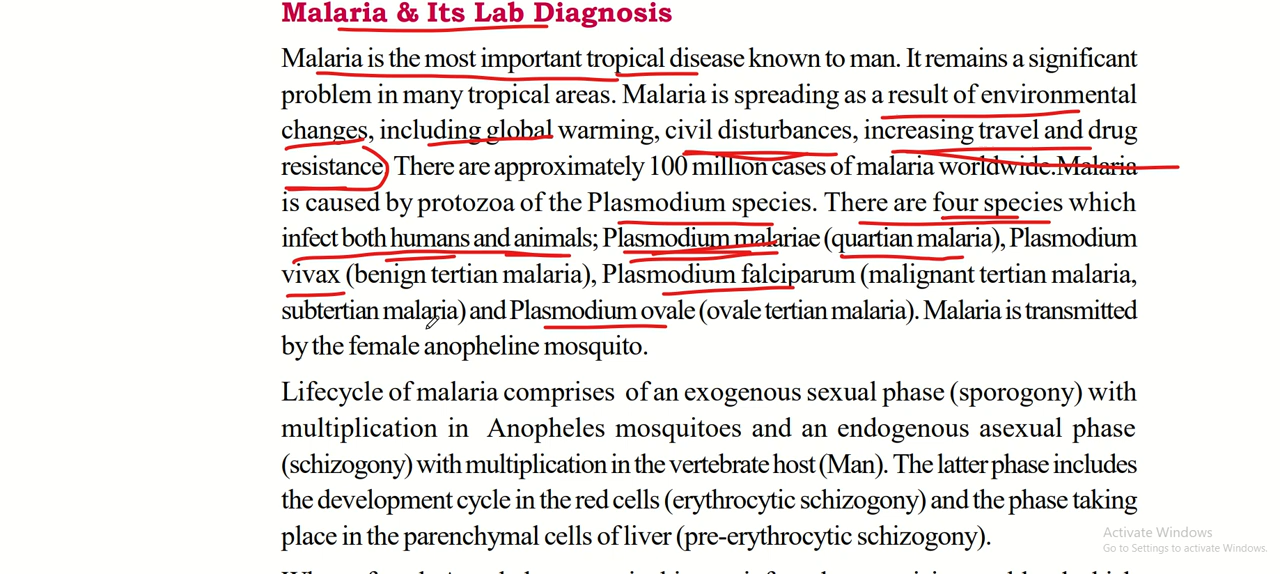 Malaria & Its Lab Diagnosis
Malaria is the most important tropical disease known to man. It remains a significant
problem in many tropical areas. Malaria is spreading as a result of environmental
changes, including global warming, civil disturbances, increasing travel and drug
resistance. There are approximately 100 million cases of malaria worldwide.Malaria
is caused by protozoa of the Plasmodium species. There are four species which
infect both humans and animals; Plasmodium malariae (quartian malaria), Plasmodium
vivax (benign tertian malaria), Plasmodium falciparum (malignant tertian malaria,
subtertian malaria) and Plasmodium ovale (ovale tertian malaria). Malaria is transmitted
by the female anopheline mosquito.
Lifecycle of malaria comprises of an exogenous sexual phase (sporogony) with
multiplication in Anopheles mosquitoes and an endogenous asexual phase
(schizogony) with multiplication in the vertebrate host (Man). The latter phase includes
the development cycle in the red cells (erythrocytic schizogony) and the phase taking
place in the parenchymal cells of liver (pre-erythrocytic schizogony).
Activate Windows
Go to Settings to activate Windows.